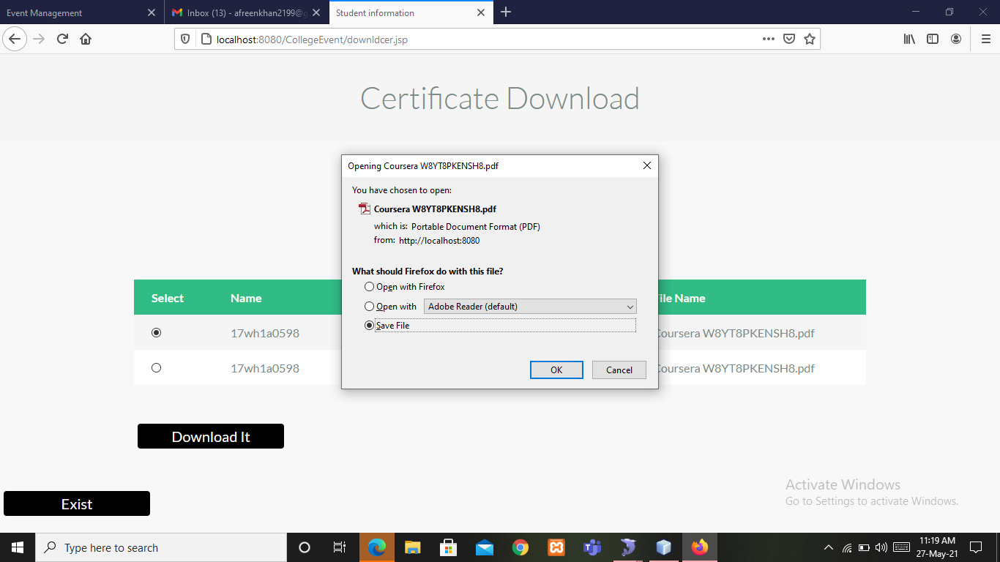 Event Management
Inbox (13) - afreenkhan2199@g
Student information
localhost:8080/CollegeEvent/downldcer.jsp
Certificate Download
Opening Coursera W8YT8PKENSH8.pdf
You have chosen to open:
Coursera W8YT8PKENSH8.pdf
which is: Portable Document Format (PDF)
from: http://localhost:8080
What should Firefox do with this file?
Open with Firefox
Open with Adobe Reader (default)
Save File
OK Cancel
Select Name File Name
17wh1a0598 Coursera W8YT8PKENSH8.pdf
17wh1a0598 Coursera W8YT8PKENSH8.pdf
Download It
Exist
Activate Windows
Go to Settings to activate Windows.
Type here to search
11:19 AM
27-May-21